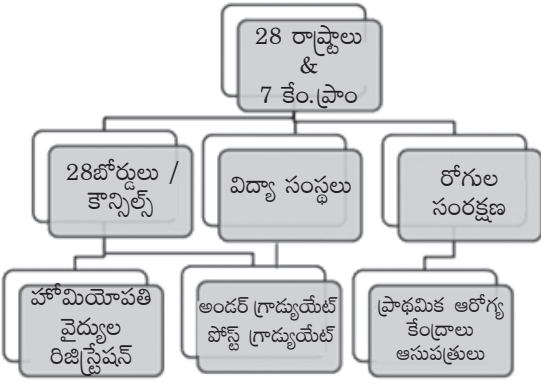 28 రాష్ట్రాలు
&
7 కేం.ప్రాం
28బోర్డులు /
కౌన్సిల్స్
విద్యా సంస్థలు
రోగుల
సంరక్షణ
హోమియోపతి
వైద్యుల
రిజిస్ట్రేషన్
అండర్ గ్రాడ్యుయేట్
పోస్ట్ గ్రాడ్యుయేట్
ప్రాథమిక ఆరోగ్య
కేంద్రాలు
ఆసుపత్రులు